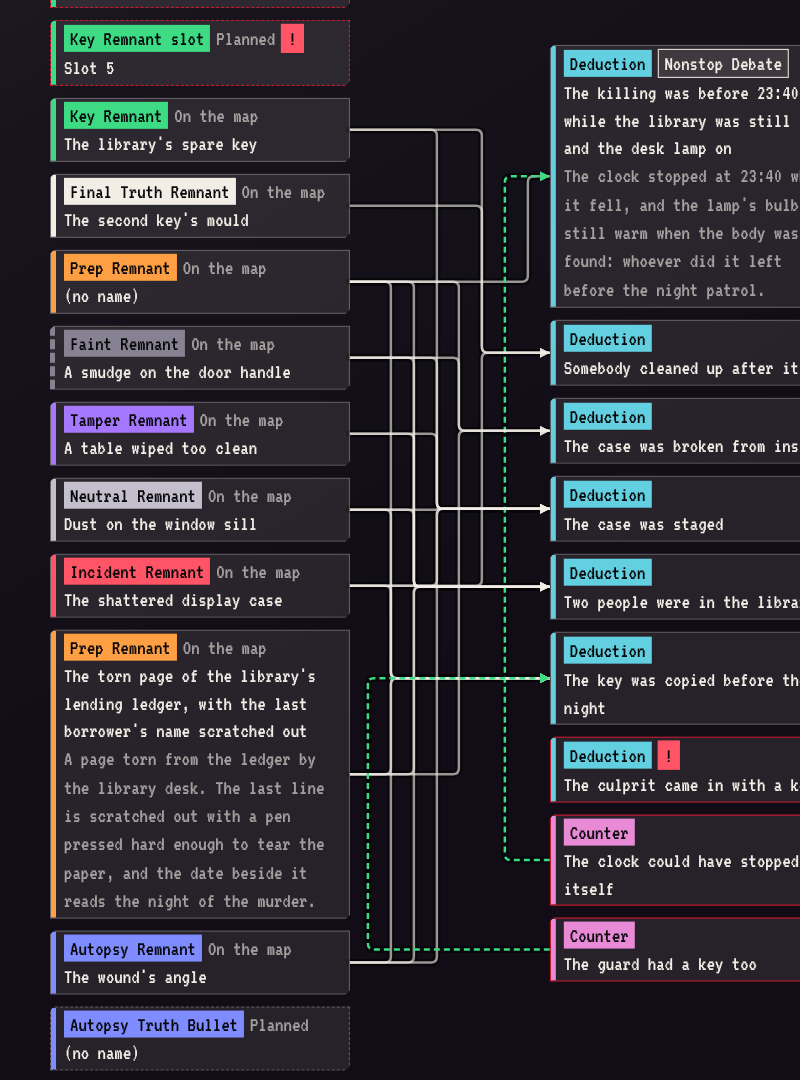 Key Remnant slot Planned !
Slot 5
Key Remnant On the map
The library's spare key
Final Truth Remnant On the map
The second key's mould
Prep Remnant On the map
(no name)
Faint Remnant On the map
A smudge on the door handle
Tamper Remnant On the map
A table wiped too clean
Neutral Remnant On the map
Dust on the window sill
Incident Remnant On the map
The shattered display case
Prep Remnant On the map
The torn page of the library's
lending ledger, with the last
borrower's name scratched out
A page torn from the ledger by
the library desk. The last line
is scratched out with a pen
pressed hard enough to tear the
paper, and the date beside it
reads the night of the murder.
Autopsy Remnant On the map
The wound's angle
Autopsy Truth Bullet Planned
(no name)
Deduction Nonstop Debate
The killing was before 23:40
while the library was still
and the desk lamp on
The clock stopped at 23:40
it fell, and the lamp's bulb
still warm when the body was
found: whoever did it left
before the night patrol.
Deduction
Somebody cleaned up after it
Deduction
The case was broken from
Deduction
The case was staged
Deduction
Two people were in the
Deduction
The key was copied before
night
Deduction !
The culprit came in with a
Counter
The clock could have stopped
itself
Counter
The guard had a key too